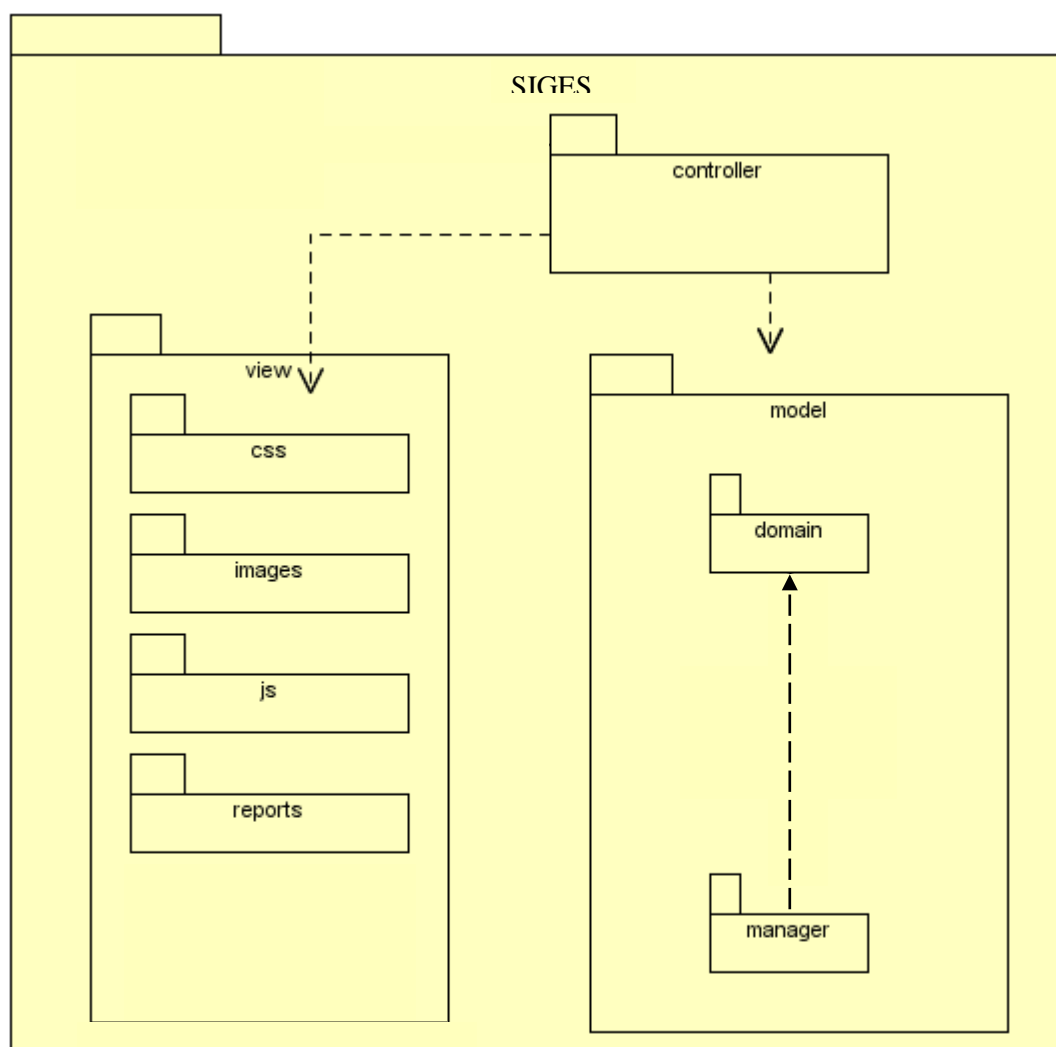 SIGES
controller
view
css
images
js
reports
model
domain
manager